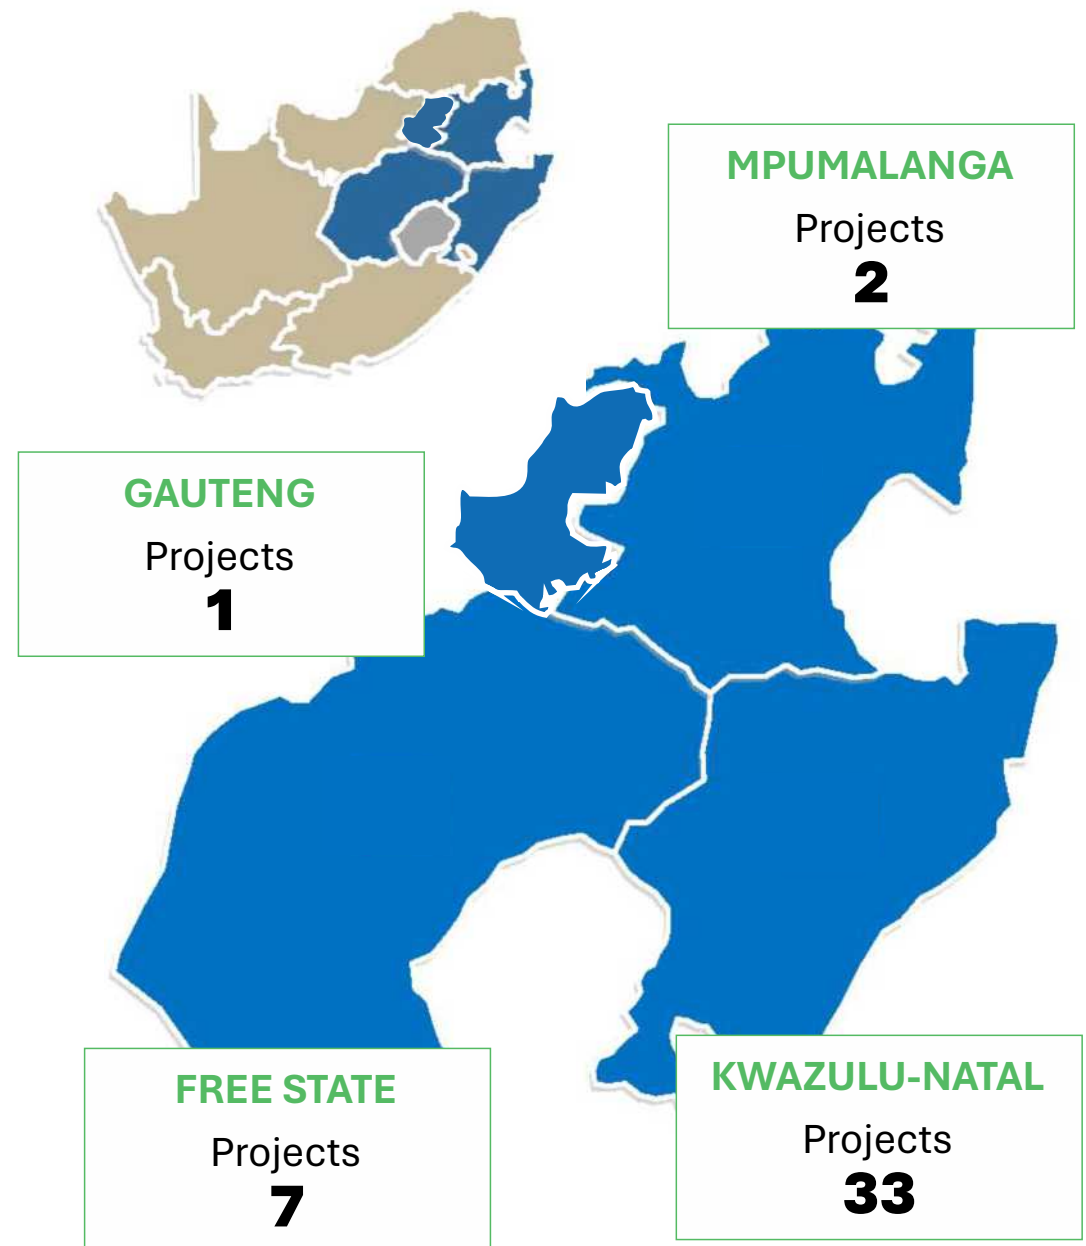 MPUMALANGA
Projects
2
GAUTENG
Projects
1
FREE STATE
Projects
7
KWAZULU-NATAL
Projects
33